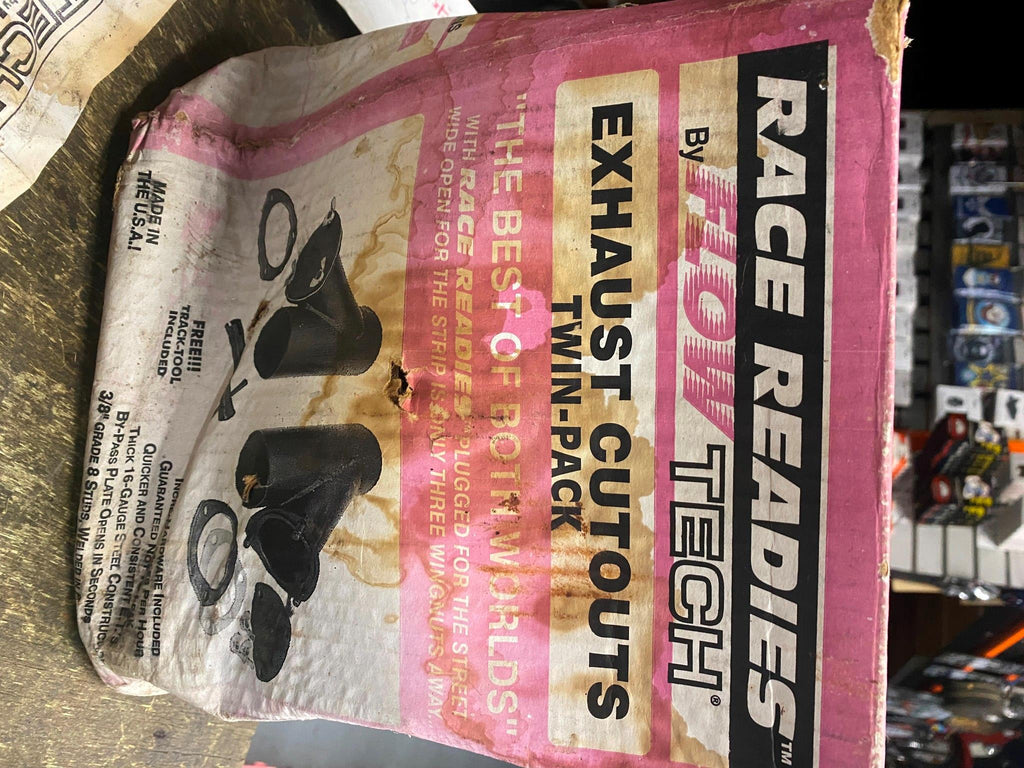 RACE READIES™
By FLOWTECH®
EXHAUST CUTOUTS
TWIN-PACK
"THE BEST OF BOTH WORLDS"
WITH RACE READIES PLUGGED FOR THE STREET
WIDE OPEN FOR THE STRIP IS ONLY THREE WINGNUTS AWAY.
MADE IN
THE U.S.A.!
FREE!!!
TRACK-TOOL
INCLUDED
HARDWARE INCLUDED
GUARANTEED
PER HOUR
QUICKER AND CONSISTENT
THICK 16-GAUGE STEEL
BY-PASS PLATE OPENS IN SECONDS
3/8" GRADE 8 STUDS, WELDED